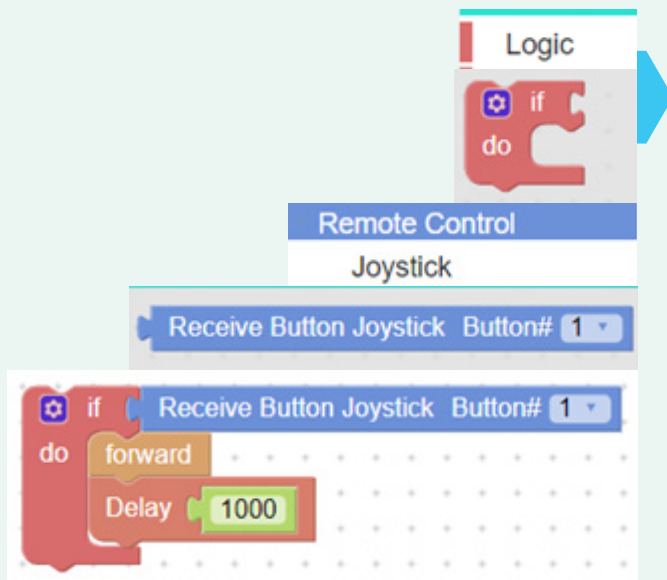 Logic
if
do
Remote Control
Joystick
Receive Button Joystick Button# 1
if Receive Button Joystick Button# 1
do forward
Delay 1000